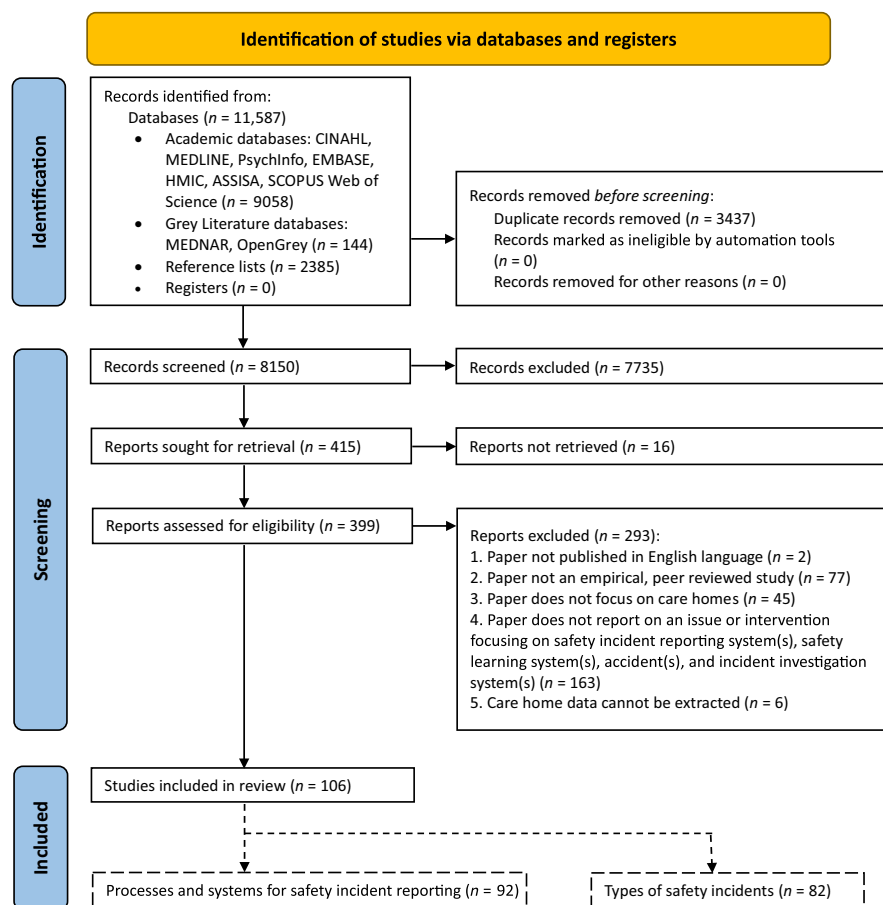 Identification of studies via databases and registers
Identification
Records identified from:
Databases (n = 11,587)
• Academic databases: CINAHL,
MEDLINE, PsychInfo, EMBASE,
HMIC, ASSISA, SCOPUS Web of
Science (n = 9058)
• Grey Literature databases:
MEDNAR, OpenGrey (n = 144)
• Reference lists (n = 2385)
• Registers (n = 0)
Records removed before screening:
Duplicate records removed (n = 3437)
Records marked as ineligible by automation tools
(n = 0)
Records removed for other reasons (n = 0)
Screening
Records screened (n = 8150)
Records excluded (n = 7735)
Reports sought for retrieval (n = 415)
Reports not retrieved (n = 16)
Reports assessed for eligibility (n = 399)
Reports excluded (n = 293):
1. Paper not published in English language (n = 2)
2. Paper not an empirical, peer reviewed study (n = 77)
3. Paper does not focus on care homes (n = 45)
4. Paper does not report on an issue or intervention
focusing on safety incident reporting system(s), safety
learning system(s), accident(s), and incident investigation
system(s) (n = 163)
5. Care home data cannot be extracted (n = 6)
Included
Studies included in review (n = 106)
Processes and systems for safety incident reporting (n = 92)
Types of safety incidents (n = 82)